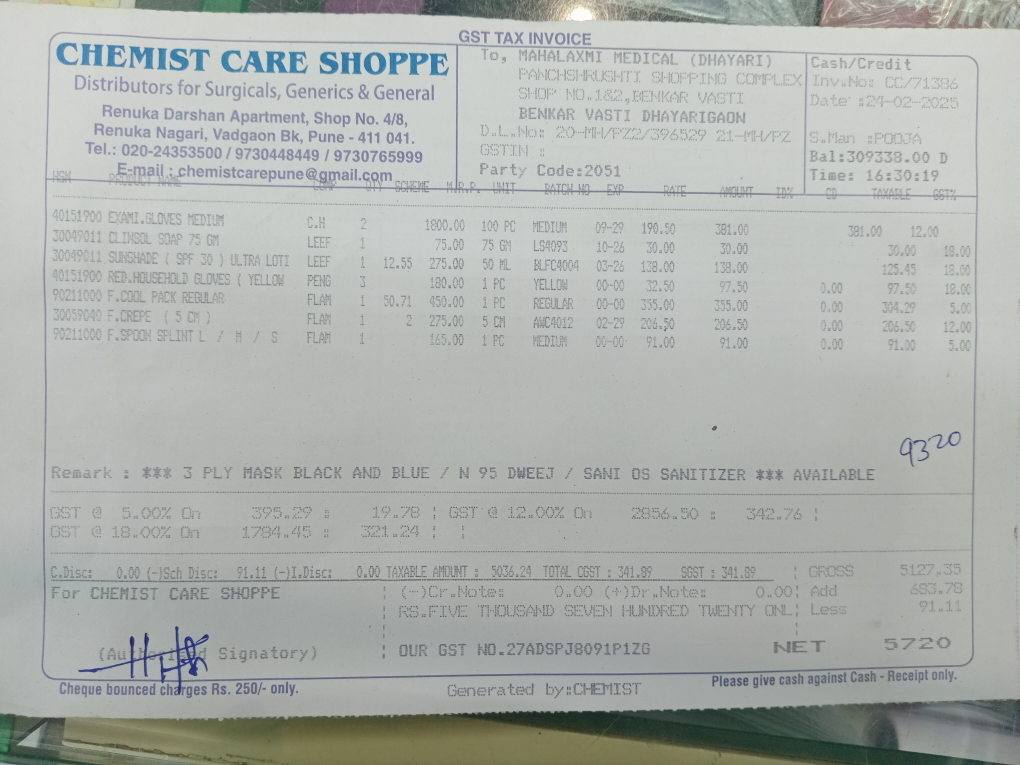 GST TAX INVOICE
CHEMIST CARE SHOPPE
Distributors for Surgicals, Generics & General
Renuka Darshan Apartment, Shop No. 4/8,
Renuka Nagari, Vadgaon Bk, Pune - 411 041.
Tel.: 020-24353500 / 9730448449 / 9730765999
E-mail : chemistcarepune@gmail.com
To, MAHALAXMI MEDICAL (DHAYARI)
PANCHSHRUSHTI SHOPPING COMPLEX
SHOP NO.1&2,BENKAR VASTI
BENKAR VASTI DHAYARIGAON
D.L.No: 20-MH/PZ2/396529 21-MH/PZ
GSTIN :
Party Code:2051
Cash/Credit
Inv.No: CC/71386
Date :24-02-2025
S.Man :POOJA
Bal:309338.00 D
Time: 16:30:19
HSN PRODUCT NAME COMP QTY SCHEME M.R.P. UNIT BATCH NO EXP RATE AMOUNT ID% CD TAXABLE GST%
40151900 EXAMI.GLOVES MEDIUM C.H 2 1800.00 100 PC MEDIUM 09-29 190.50 381.00 381.00 12.00
30049011 CLINSOL SOAP 75 GM LEEF 1 75.00 75 GM LS4093 10-26 30.00 30.00 30.00 18.00
30049011 SUNSHADE ( SPF 30 ) ULTRA LOTI LEEF 1 12.55 275.00 50 ML BLFC4004 03-26 138.00 138.00 125.45 18.00
40151900 RED.HOUSEHOLD GLOVES ( YELLOW PENG 3 180.00 1 PC YELLOW 00-00 32.50 97.50 0.00 97.50 18.00
90211000 F.COOL PACK REGULAR FLAM 1 50.71 450.00 1 PC REGULAR 00-00 355.00 355.00 0.00 304.29 5.00
30059040 F.CREPE ( 5 CM ) FLAM 1 2 275.00 5 CM AWC4012 02-29 206.50 206.50 0.00 206.50 12.00
90211000 F.SPOON SPLINT L / M / S FLAM 1 165.00 1 PC MEDIUM 00-00 91.00 91.00 0.00 91.00 5.00
9320
Remark : *** 3 PLY MASK BLACK AND BLUE / N 95 DWEEJ / SANI OS SANITIZER *** AVAILABLE
GST @ 5.00% On 395.29 : 19.78 | GST @ 12.00% On 2856.50 : 342.76 |
GST @ 18.00% On 1784.45 : 321.24 | |
C.Disc: 0.00 (-)Sch Disc: 91.11 (-)I.Disc: 0.00 TAXABLE AMOUNT : 5036.24 TOTAL CGST : 341.89 SGST : 341.89 | GROSS 5127.35
For CHEMIST CARE SHOPPE | (-)Cr.Note: 0.00 (+)Dr.Note: 0.00| Add 683.78
RS.FIVE THOUSAND SEVEN HUNDRED TWENTY ONL| Less 91.11
(Authorised Signatory) | OUR GST NO.27ADSPJ8091P1ZG NET 5720
Cheque bounced charges Rs. 250/- only.
Generated by:CHEMIST
Please give cash against Cash - Receipt only.